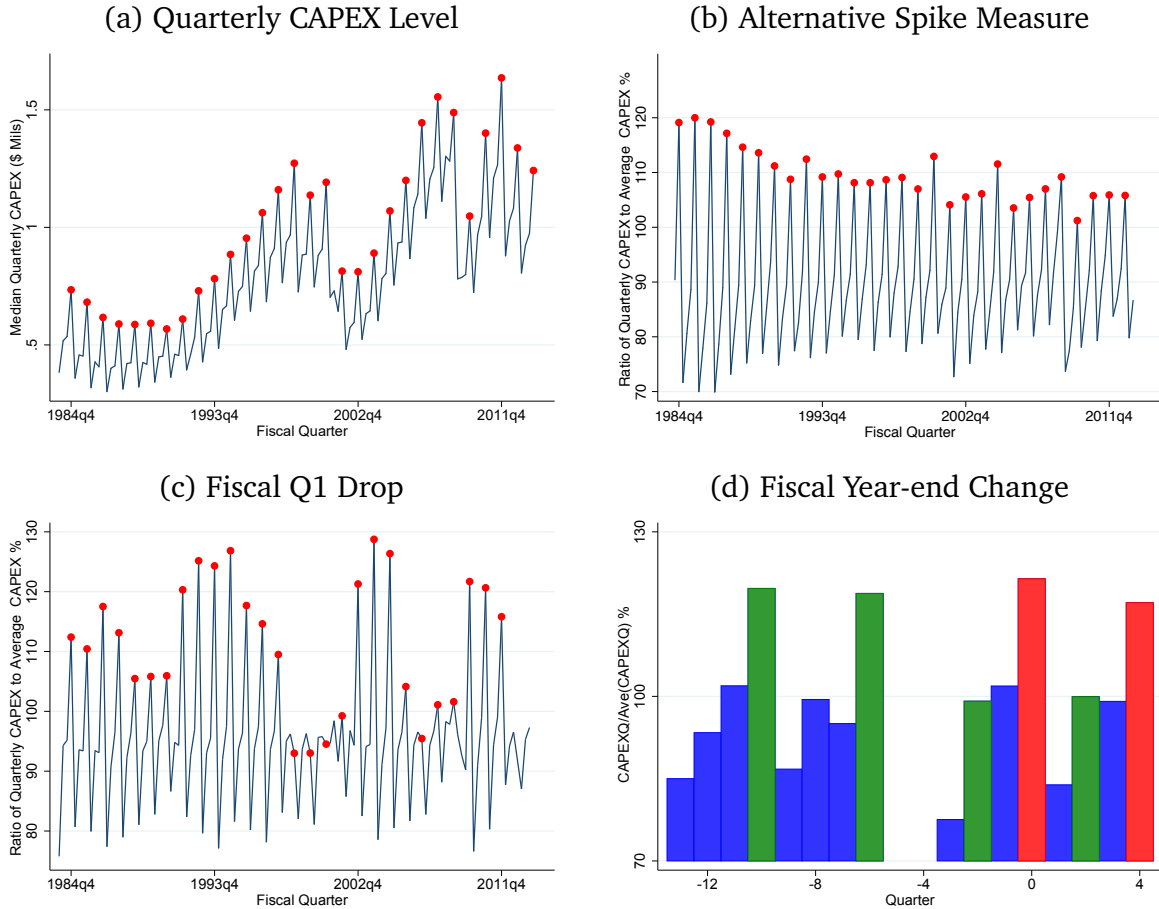 (a) Quarterly CAPEX Level
Median Quarterly CAPEX ($ Mils)
1.5
1
.5
1984q4 1993q4 2002q4 2011q4
Fiscal Quarter
(b) Alternative Spike Measure
Ratio of Quarterly CAPEX to Average CAPEX %
120
110
100
90
80
70
1984q4 1993q4 2002q4 2011q4
Fiscal Quarter
(c) Fiscal Q1 Drop
Ratio of Quarterly CAPEX to Average CAPEX %
130
120
110
100
90
80
1984q4 1993q4 2002q4 2011q4
Fiscal Quarter
(d) Fiscal Year-end Change
CAPEXQ/Ave(CAPEXQ) %
130
100
70
-12 -8 -4 0 4
Quarter